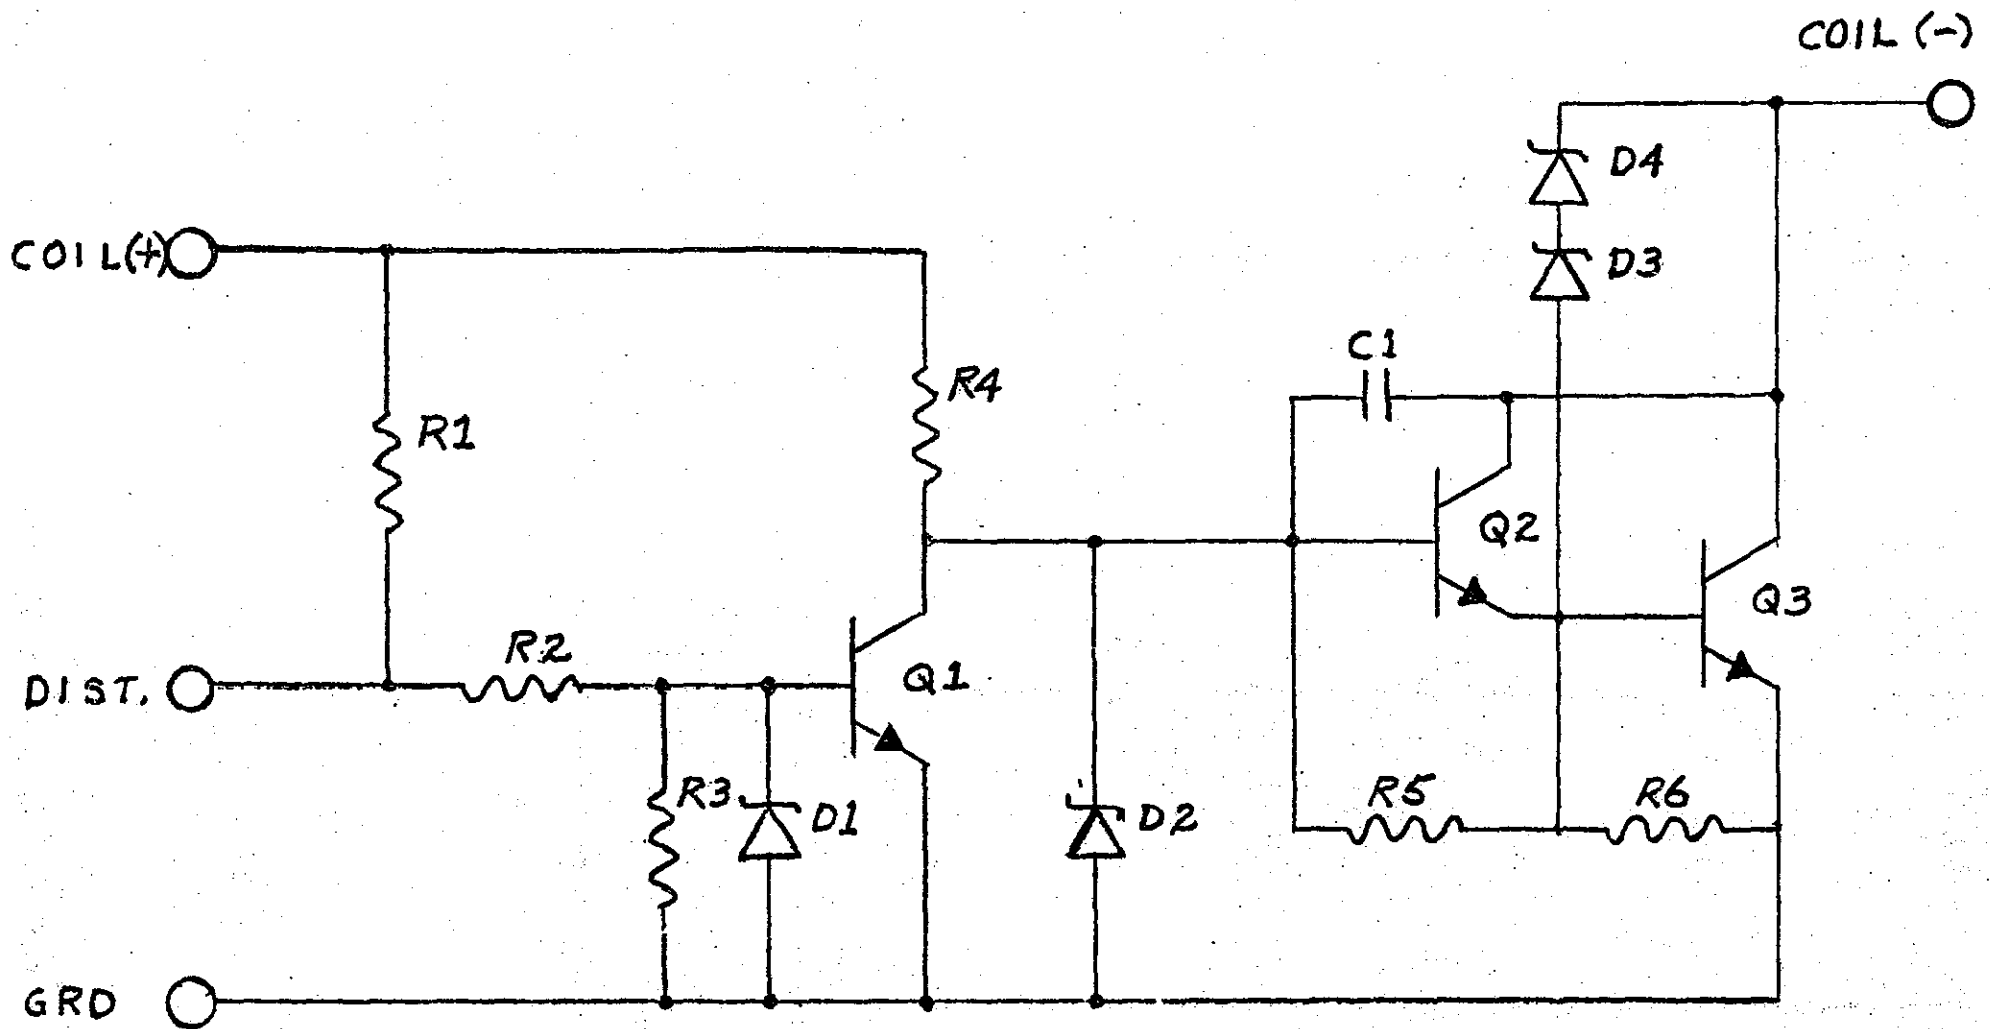 COIL (-)
D4
COIL(+)
D3
C1
R4
R1
Q2
Q3
R2
Q1
R3
D1
D2
R5
R6
DIST.
GRD